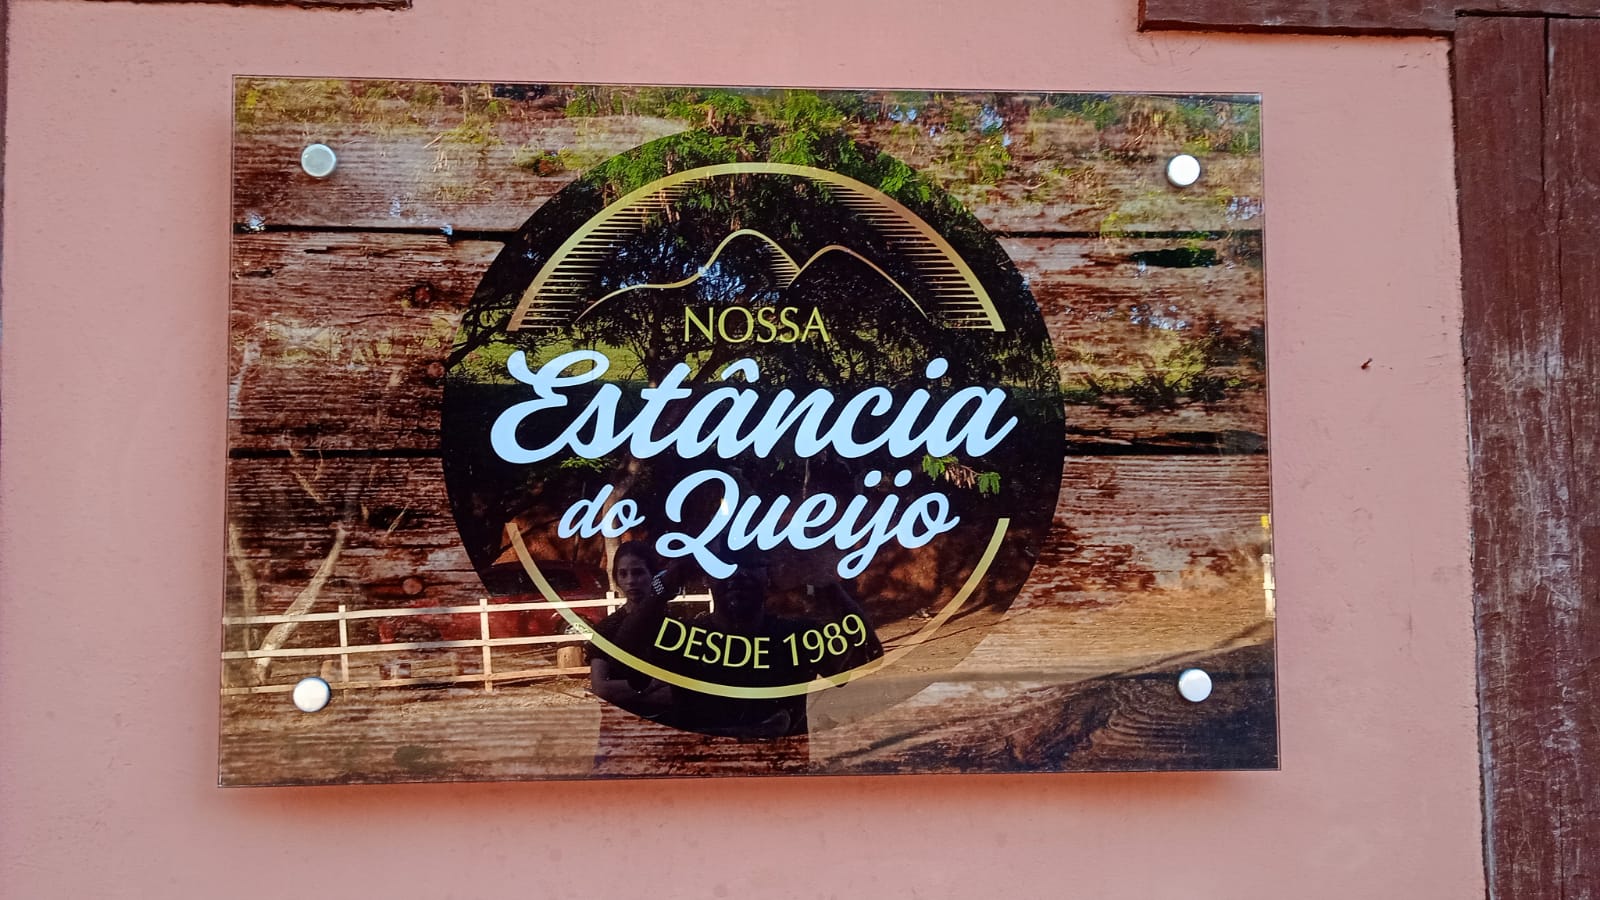 NOSSA
Estância
do Queijo
DESDE 1989